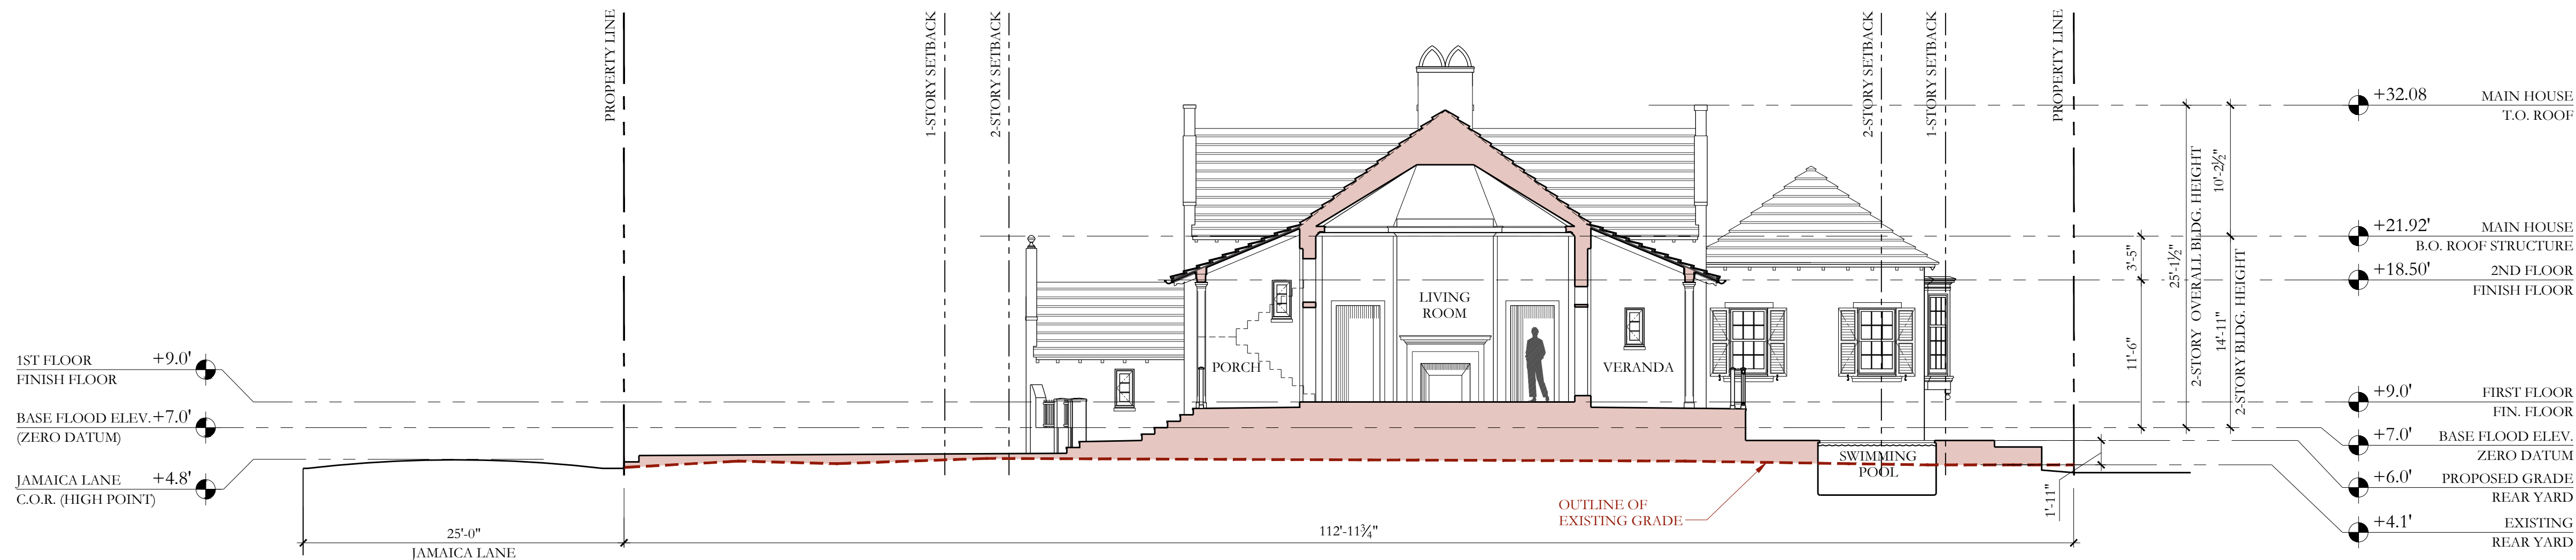 PROPERTY LINE
1-STORY SETBACK
2-STORY SETBACK
2-STORY SETBACK
1-STORY SETBACK
PROPERTY LINE
+32.08 MAIN HOUSE
T.O. ROOF
+21.92' MAIN HOUSE
B.O. ROOF STRUCTURE
+18.50' 2ND FLOOR
FINISH FLOOR
+9.0' FIRST FLOOR
FIN. FLOOR
+7.0' BASE FLOOD ELEV.
ZERO DATUM
+6.0' PROPOSED GRADE
REAR YARD
+4.1' EXISTING
REAR YARD
10'-2½"
25'-1½"
2-STORY OVERALL BLDG. HEIGHT
3'-5"
14'-11"
2-STORY BLDG. HEIGHT
11'-6"
1'-11"
1ST FLOOR +9.0'
FINISH FLOOR
BASE FLOOD ELEV. +7.0'
(ZERO DATUM)
JAMAICA LANE +4.8'
C.O.R. (HIGH POINT)
LIVING
ROOM
PORCH
VERANDA
SWIMMING
POOL
OUTLINE OF
EXISTING GRADE
25'-0"
JAMAICA LANE
112'-11¾"